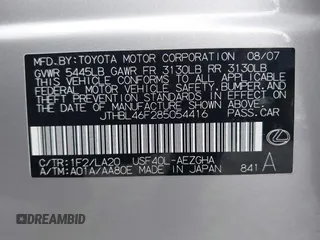 MFD.BY:TOYOTA MOTOR CORPORATION 08/07
GVWR 5445LB GAWR FR 3130LB RR 3130LB
THIS VEHICLE CONFORMS TO ALL APPLICABLE
FEDERAL MOTOR VEHICLE SAFETY, BUMPER, AND
THEFT PREVENTION STANDARDS IN EFFECT ON
THE DATE OF MANUFACTURE SHOWN ABOVE.
JTHBL46F285054416 PASS.CAR
C/TR:1F2/LA20 USF40L-AEZGHA
A/TM:A01A/AA80E MADE IN JAPAN 841 A
DREAMBID
dreambid.com